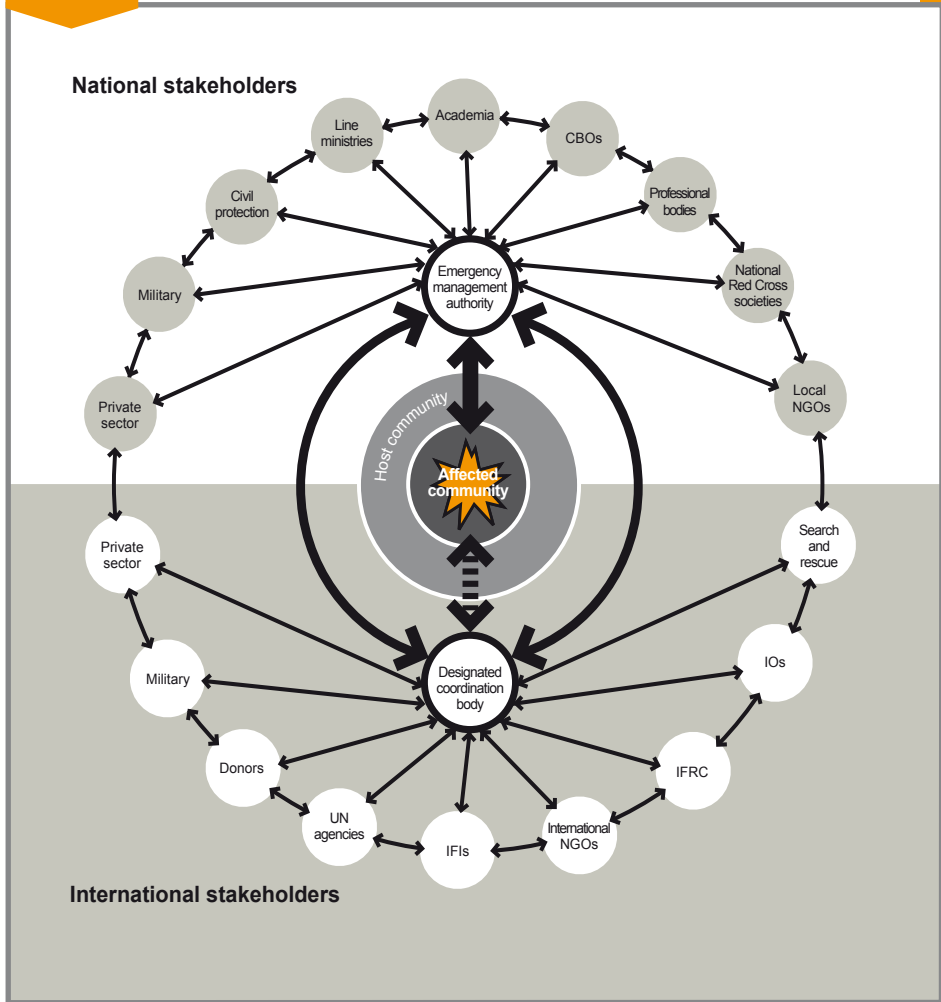 National stakeholders
Academia
Line
ministries
CBOs
Civil
protection
Professional
bodies
Emergency
management
authority
National
Red Cross
societies
Military
Private
sector
Local
NGOs
Host community
Affected
community
Private
sector
Search
and
rescue
Military
Designated
coordination
body
IOs
Donors
IFRC
UN
agencies
IFIs
International
NGOs
International stakeholders